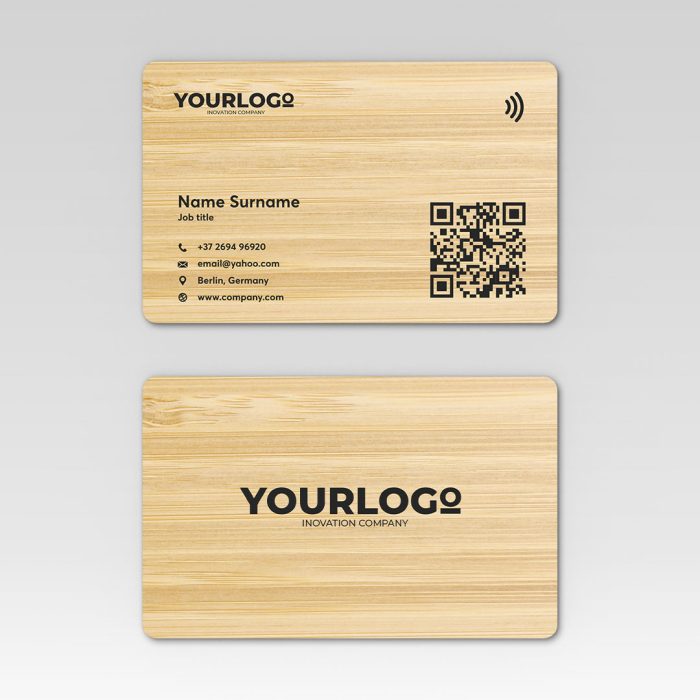 YOURLOGO
INOVATION COMPANY
Name Surname
Job title
+37 2694 96920
email@yahoo.com
Berlin, Germany
www.company.com
YOURLOGO
INOVATION COMPANY